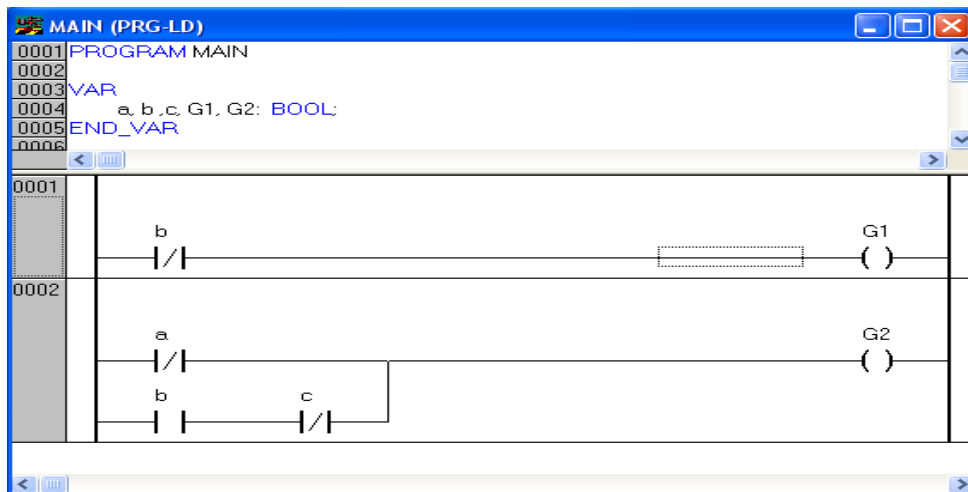 MAIN (PRG-LD)
0001 PROGRAM MAIN
0002
0003 VAR
0004 a, b ,c, G1, G2: BOOL;
0005 END_VAR
0006
0001
b G1
0002
a G2
b c